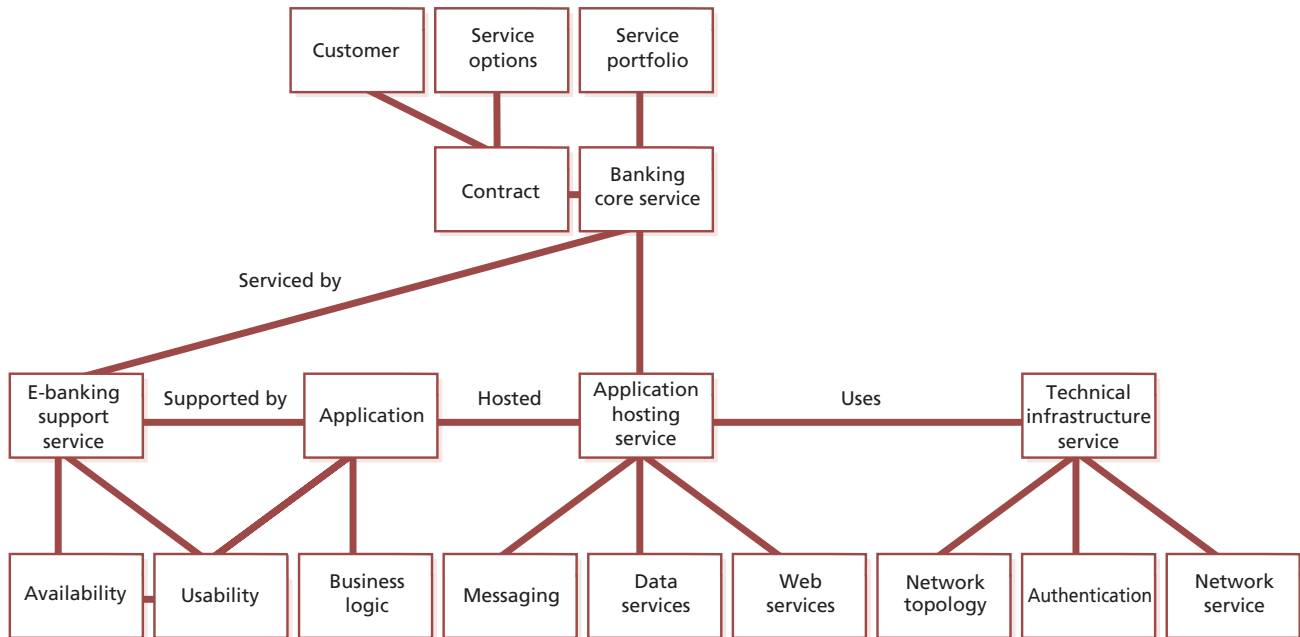 Customer
Service
options
Service
portfolio
Contract
Banking
core service
Serviced by
E-banking
support
service
Supported by
Application
Hosted
Application
hosting
service
Uses
Technical
infrastructure
service
Availability
Usability
Business
logic
Messaging
Data
services
Web
services
Network
topology
Authentication
Network
service